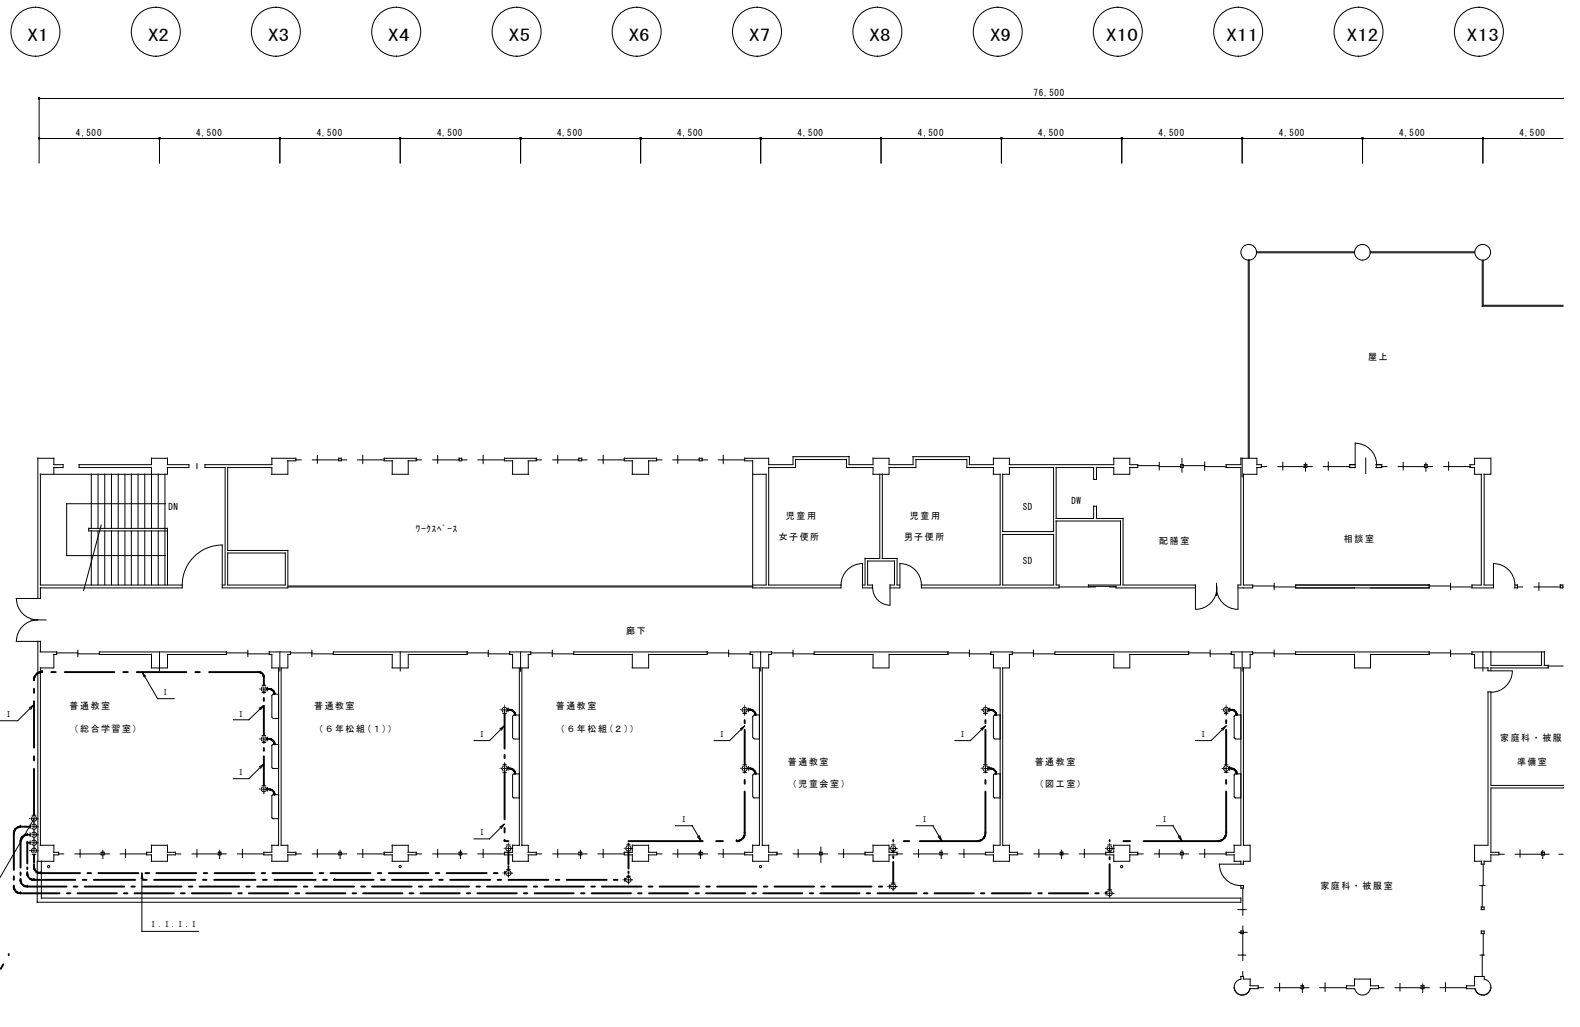 X1 X2 X3 X4 X5 X6 X7 X8 X9 X10 X11 X12 X13
76,500
4,500 4,500 4,500 4,500 4,500 4,500 4,500 4,500 4,500 4,500 4,500 4,500 4,500
屋上
DN
ワークスペース
児童用
女子便所
児童用
男子便所
SD
SD
DW
配膳室
相談室
廊下
普通教室
(総合学習室)
普通教室
(6年松組(1))
普通教室
(6年松組(2))
普通教室
(児童会室)
普通教室
(図工室)
家庭科・被服
準備室
家庭科・被服室
I
I
I
I
I
I
I
I
I
I
I
I
I
I.I.I.I